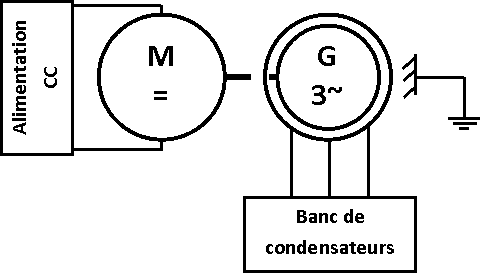 Alimentation
CC
M
=
G
3~
Banc de
condensateurs